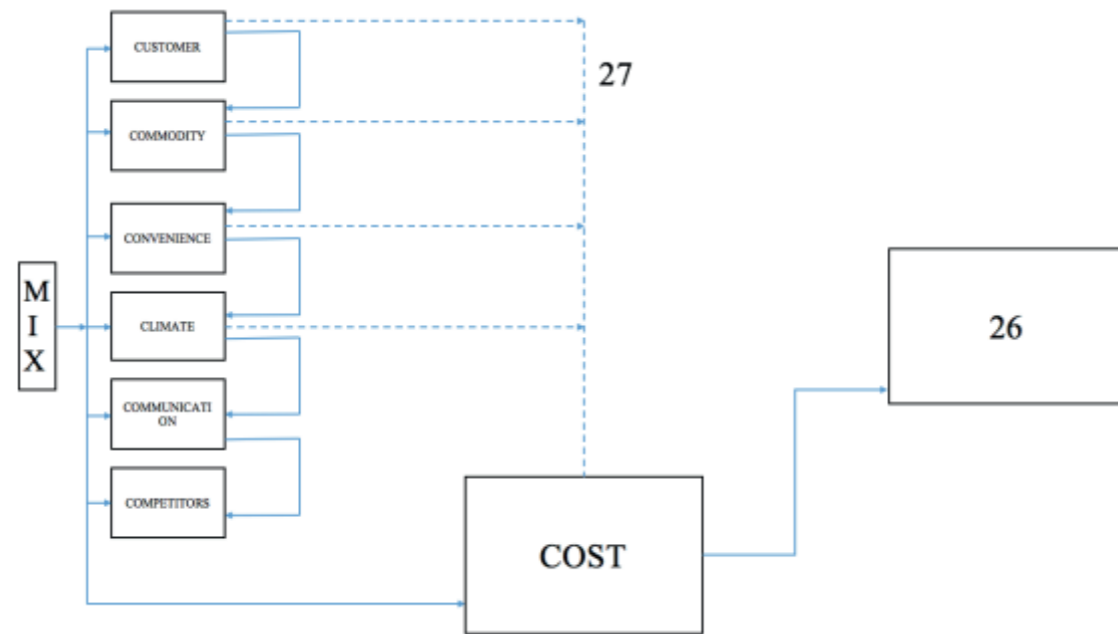 CUSTOMER
27
COMMODITY
CONVENIENCE
M
I
X
CLIMATE
26
COMMUNICATI
ON
COMPETITORS
COST